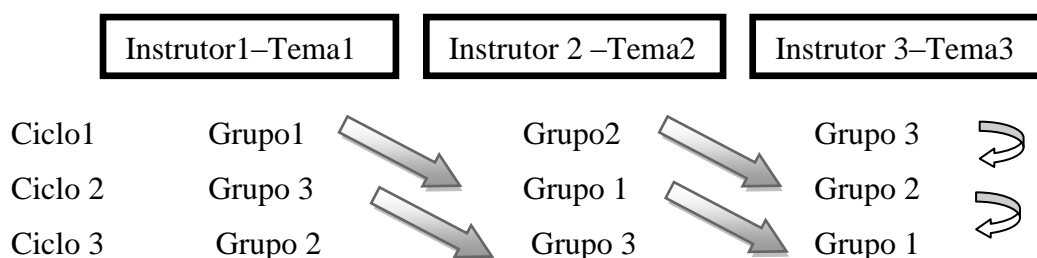 Instrutor1–Tema1 Instrutor 2 –Tema2 Instrutor 3–Tema3
Ciclo1 Grupo1 Grupo2 Grupo 3
Ciclo 2 Grupo 3 Grupo 1 Grupo 2
Ciclo 3 Grupo 2 Grupo 3 Grupo 1